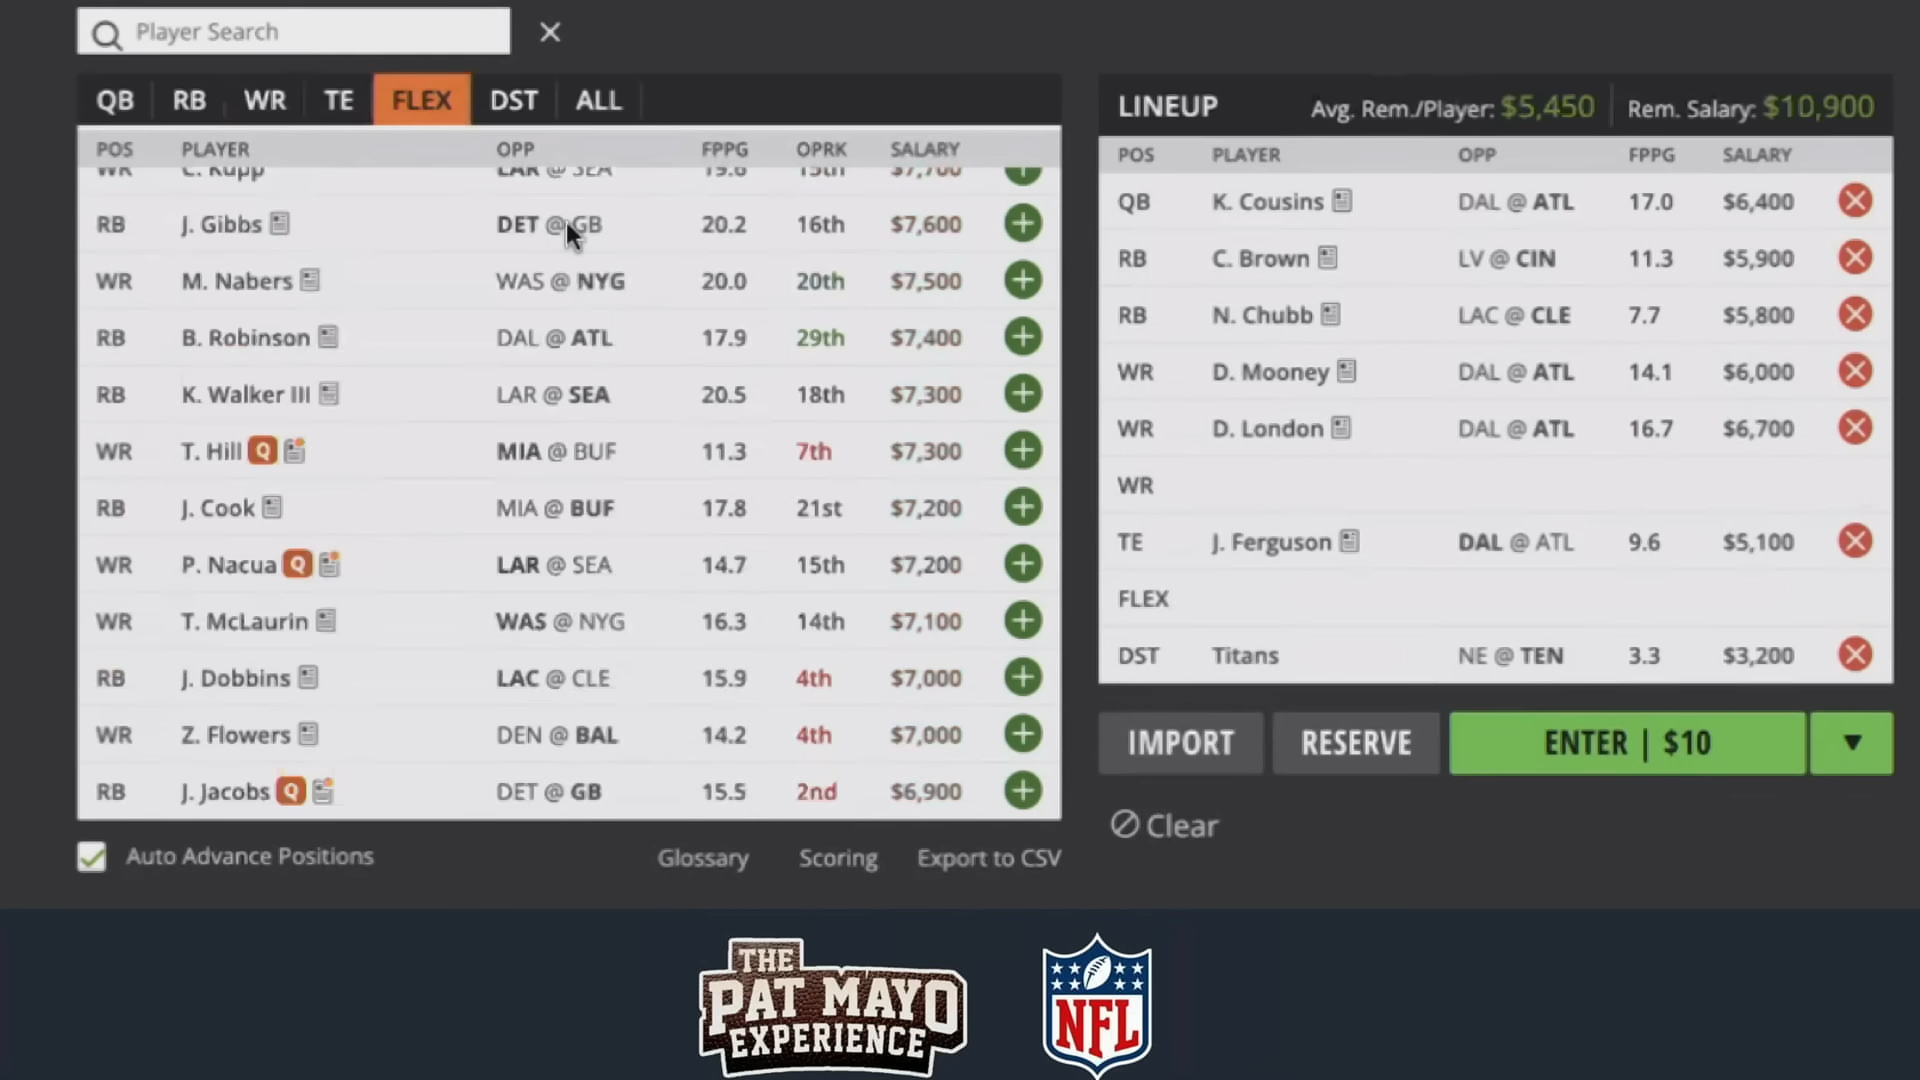 Player Search
QB RB WR TE FLEX DST ALL
POS PLAYER OPP FPPG OPRK SALARY
WR C. Kupp LAR @ SEA 19.6 15th $7,700
RB J. Gibbs DET @ GB 20.2 16th $7,600
WR M. Nabers WAS @ NYG 20.0 20th $7,500
RB B. Robinson DAL @ ATL 17.9 29th $7,400
RB K. Walker III LAR @ SEA 20.5 18th $7,300
WR T. Hill Q MIA @ BUF 11.3 7th $7,300
RB J. Cook MIA @ BUF 17.8 21st $7,200
WR P. Nacua Q LAR @ SEA 14.7 15th $7,200
WR T. McLaurin WAS @ NYG 16.3 14th $7,100
RB J. Dobbins LAC @ CLE 15.9 4th $7,000
WR Z. Flowers DEN @ BAL 14.2 4th $7,000
RB J. Jacobs Q DET @ GB 15.5 2nd $6,900
Auto Advance Positions Glossary Scoring Export to CSV
LINEUP Avg. Rem./Player: $5,450 Rem. Salary: $10,900
POS PLAYER OPP FPPG SALARY
QB K. Cousins DAL @ ATL 17.0 $6,400
RB C. Brown LV @ CIN 11.3 $5,900
RB N. Chubb LAC @ CLE 7.7 $5,800
WR D. Mooney DAL @ ATL 14.1 $6,000
WR D. London DAL @ ATL 16.7 $6,700
WR
TE J. Ferguson DAL @ ATL 9.6 $5,100
FLEX
DST Titans NE @ TEN 3.3 $3,200
IMPORT RESERVE ENTER | $10
Clear
THE
PAT MAYO
EXPERIENCE
NFL